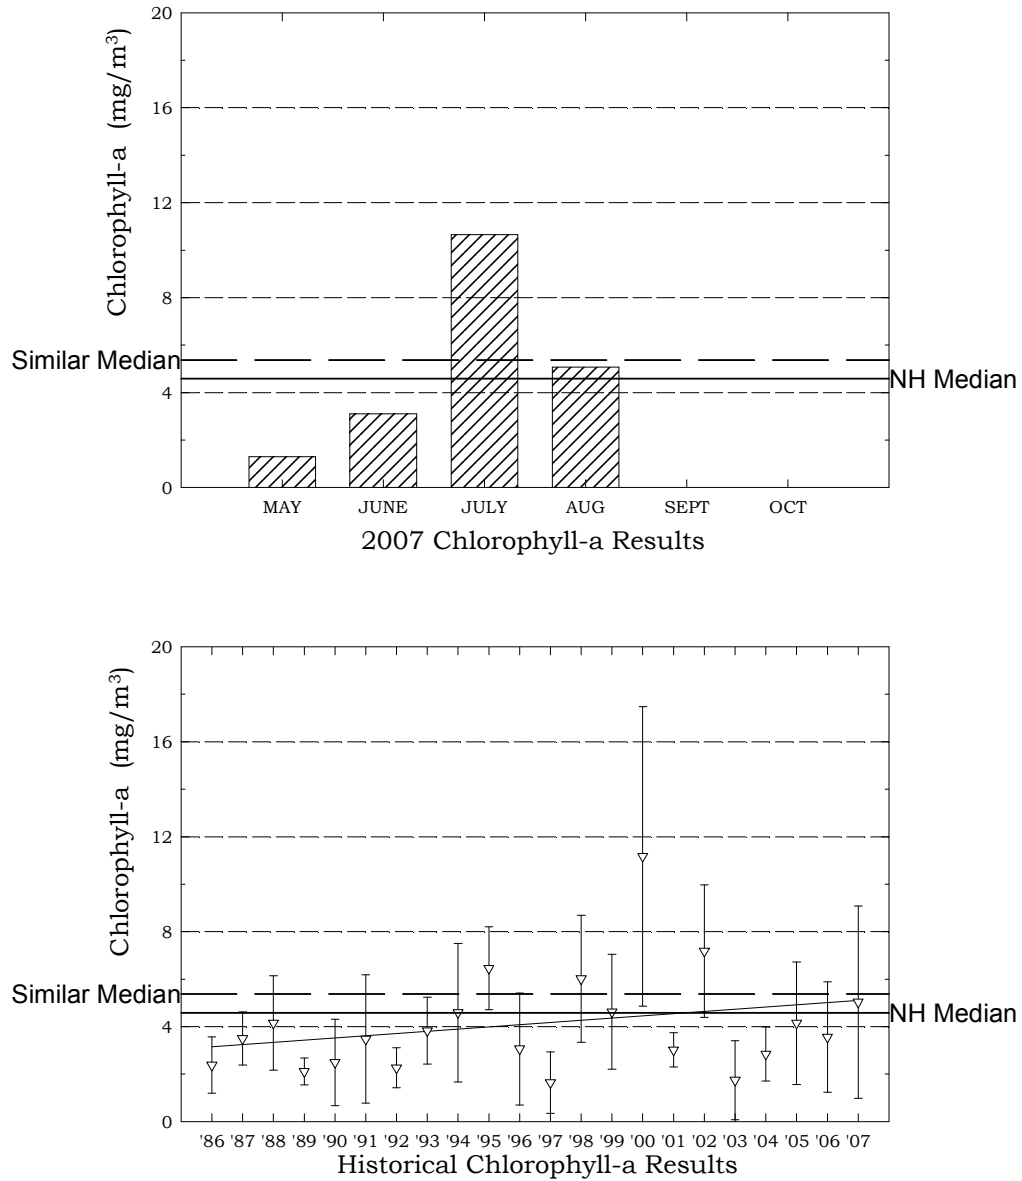 20
16
12
8
4
0
Chlorophyll-a (mg/m³)
Similar Median
NH Median
MAY JUNE JULY AUG SEPT OCT
2007 Chlorophyll-a Results
20
16
12
8
4
0
Chlorophyll-a (mg/m³)
Similar Median
NH Median
'86 '87 '88 '89 '90 '91 '92 '93 '94 '95 '96 '97 '98 '99 '00 '01 '02 '03 '04 '05 '06 '07
Historical Chlorophyll-a Results